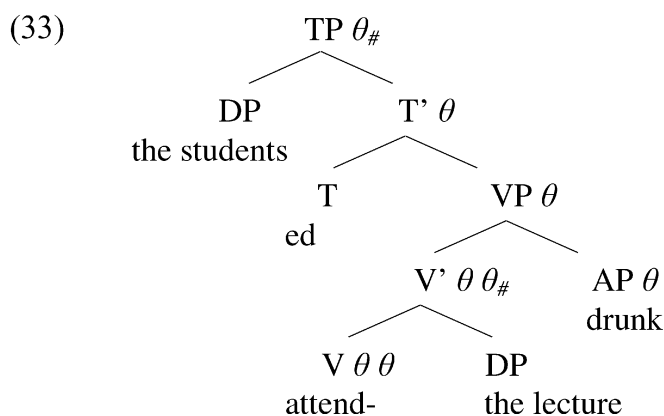 (33) TP θ#
DP T’ θ
the students
T VP θ
ed
V’ θ θ# AP θ
drunk
V θ θ DP
attend- the lecture